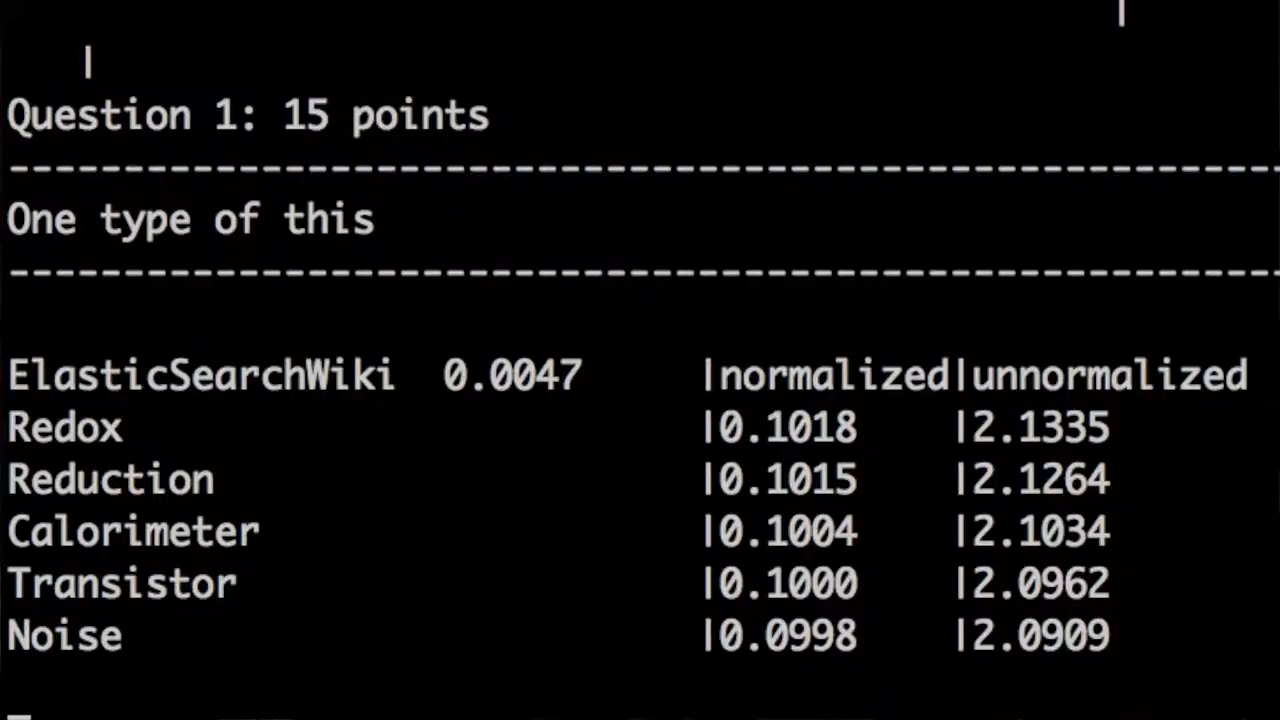 |
|
Question 1: 15 points
--------------------------------------------------------
One type of this
--------------------------------------------------------
ElasticSearchWiki 0.0047 |normalized|unnormalized
Redox |0.1018 |2.1335
Reduction |0.1015 |2.1264
Calorimeter |0.1004 |2.1034
Transistor |0.1000 |2.0962
Noise |0.0998 |2.0909